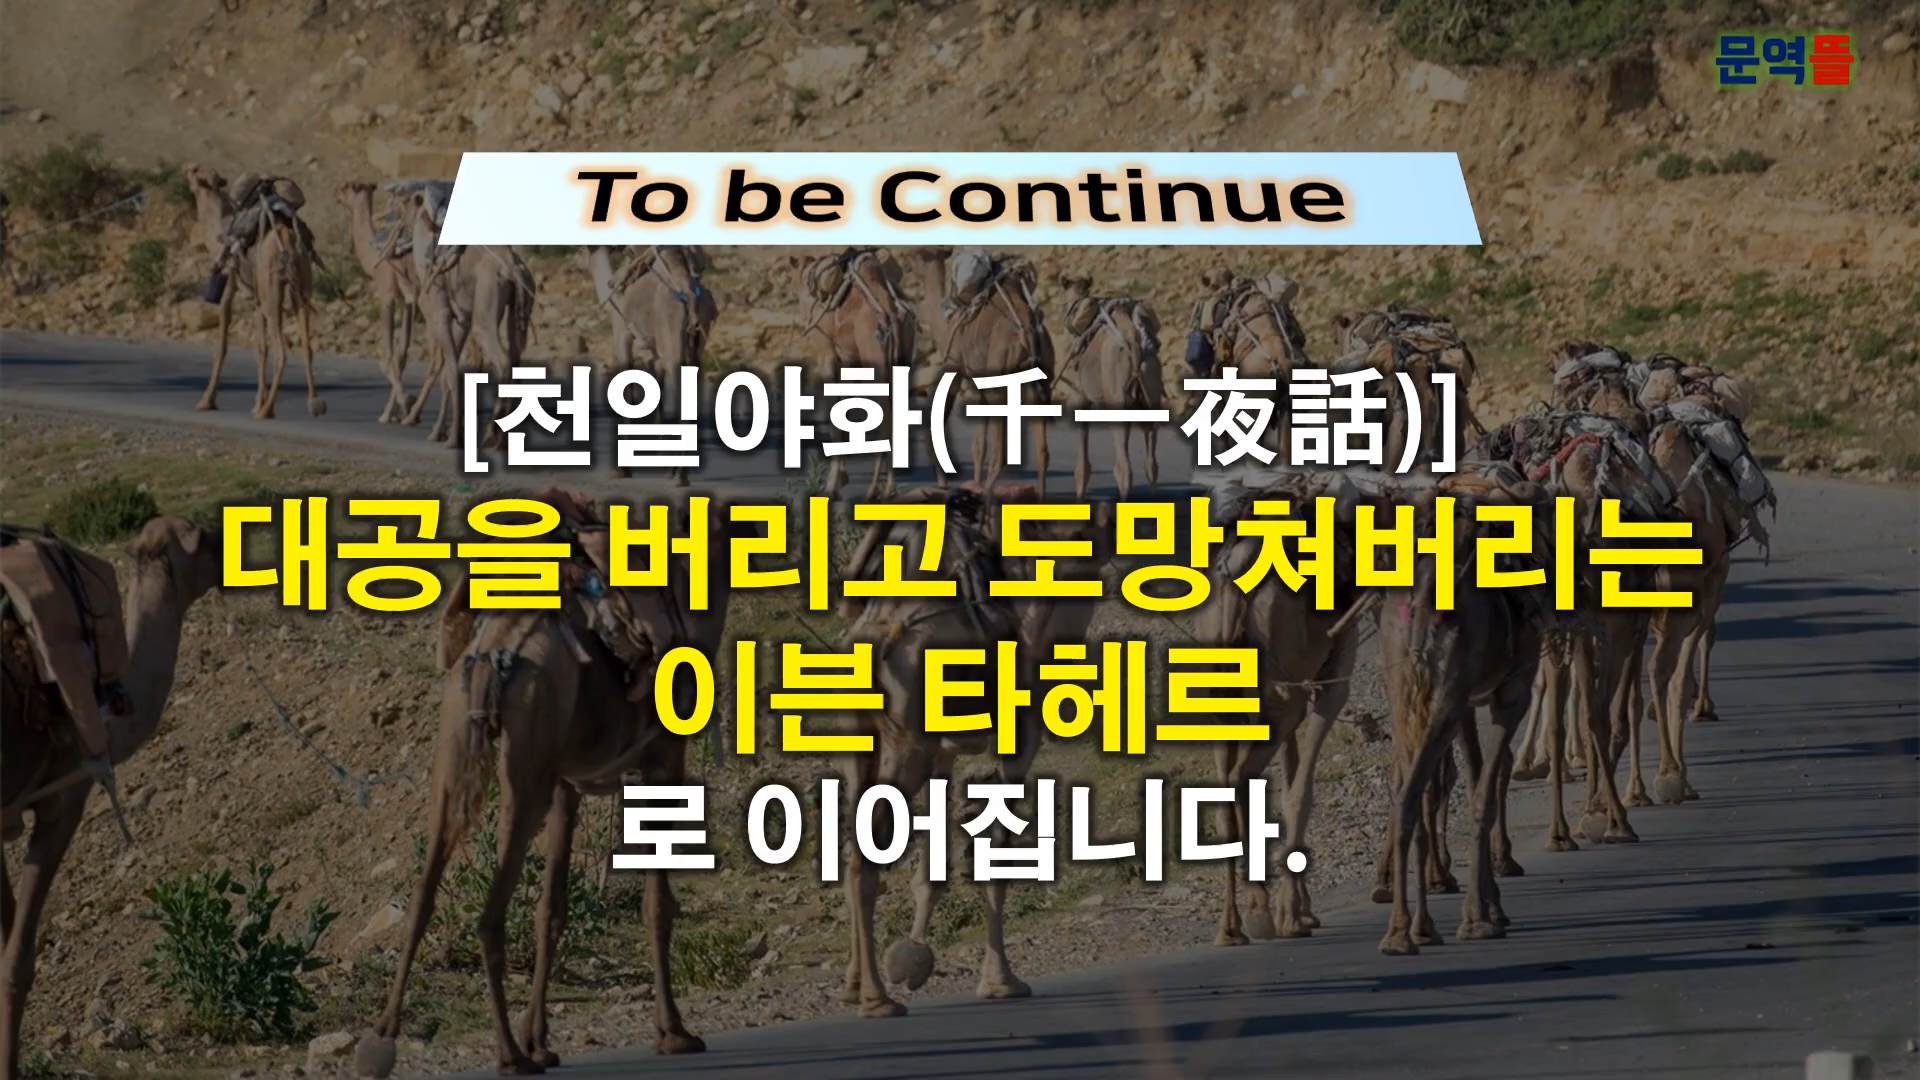 문역뜰
To be Continue
[천일야화(千一夜話)]
대공을 버리고 도망쳐버리는
이븐 타헤르
로 이어집니다.